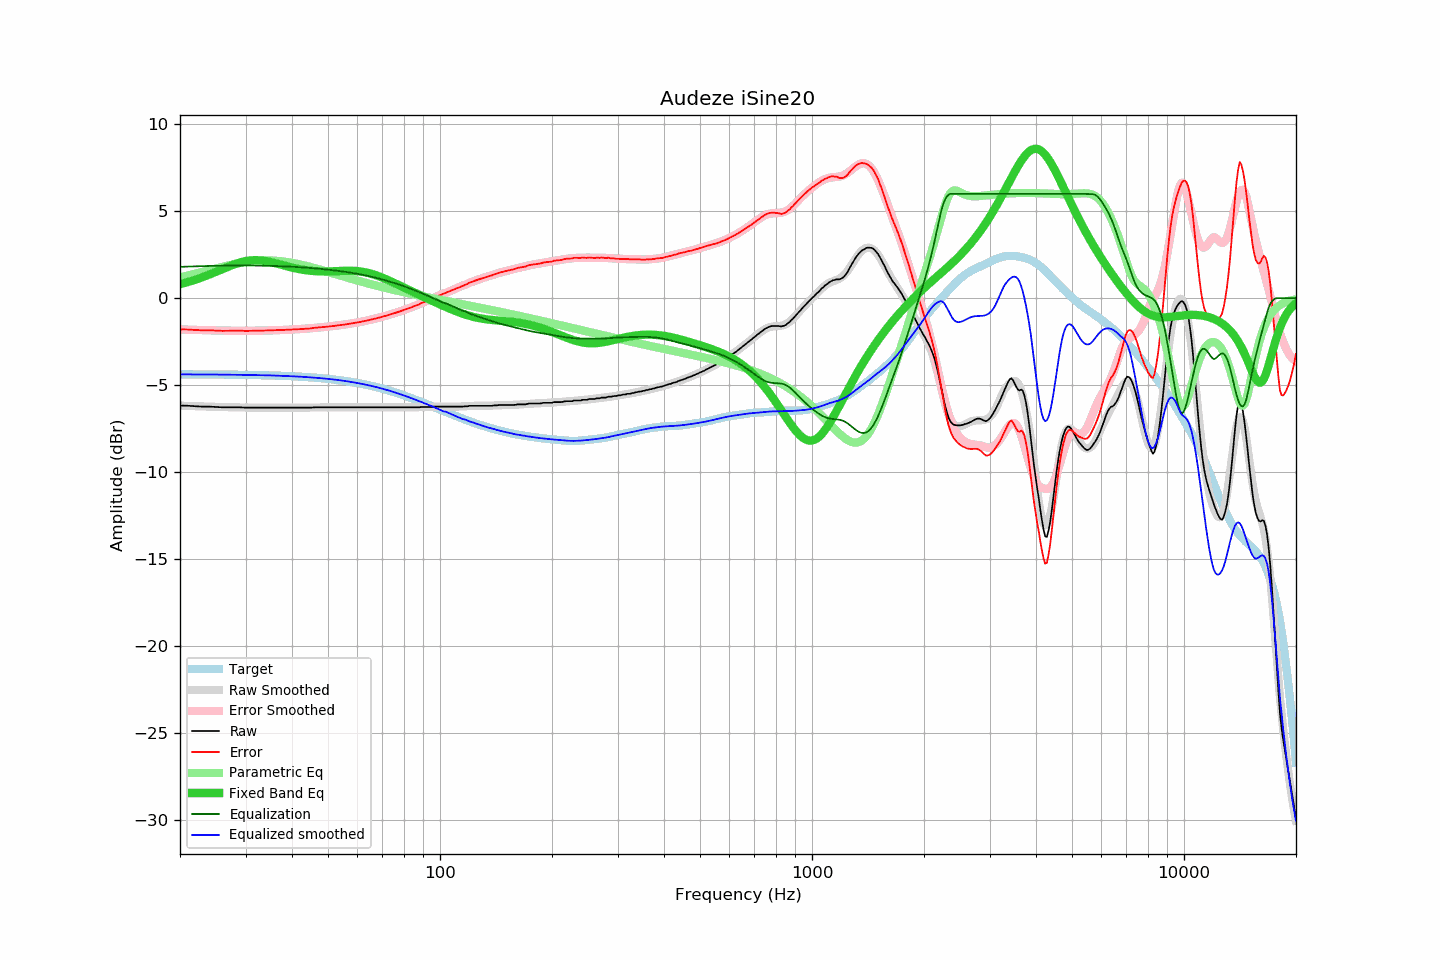 Audeze iSine20
10
5
0
−5
−10
−15
−20
−25
−30
Amplitude (dBr)
Target
Raw Smoothed
Error Smoothed
Raw
Error
Parametric Eq
Fixed Band Eq
Equalization
Equalized smoothed
100 1000 10000
Frequency (Hz)